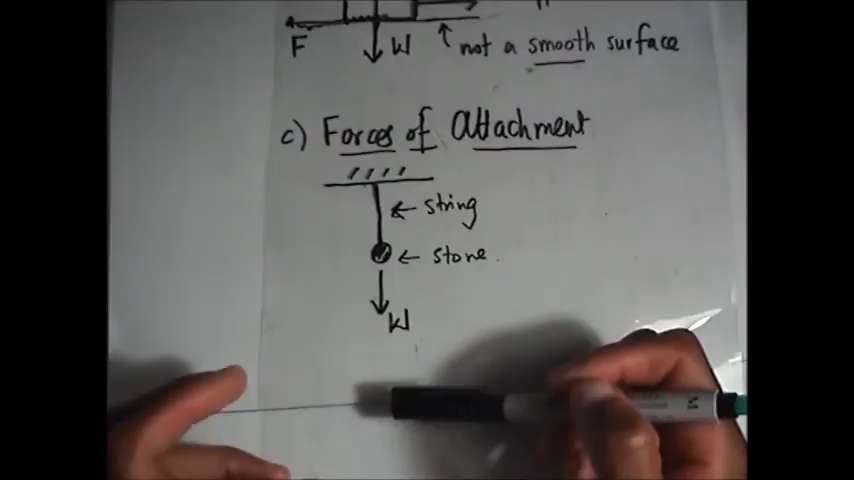 F
W
not a smooth surface
c) Forces of Attachment
string
stone
W
M